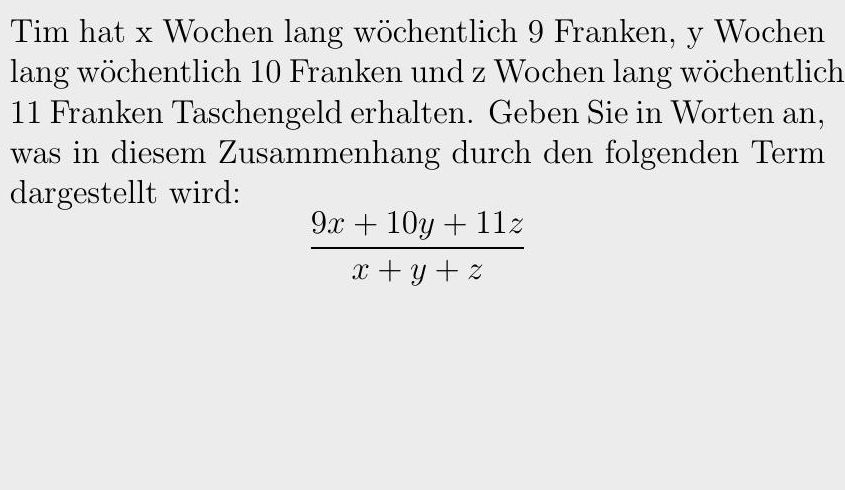 Tim hat x Wochen lang wöchentlich 9 Franken, y Wochen
lang wöchentlich 10 Franken und z Wochen lang wöchentlich
11 Franken Taschengeld erhalten. Geben Sie in Worten an,
was in diesem Zusammenhang durch den folgenden Term
dargestellt wird:
9x + 10y + 11z
x + y + z